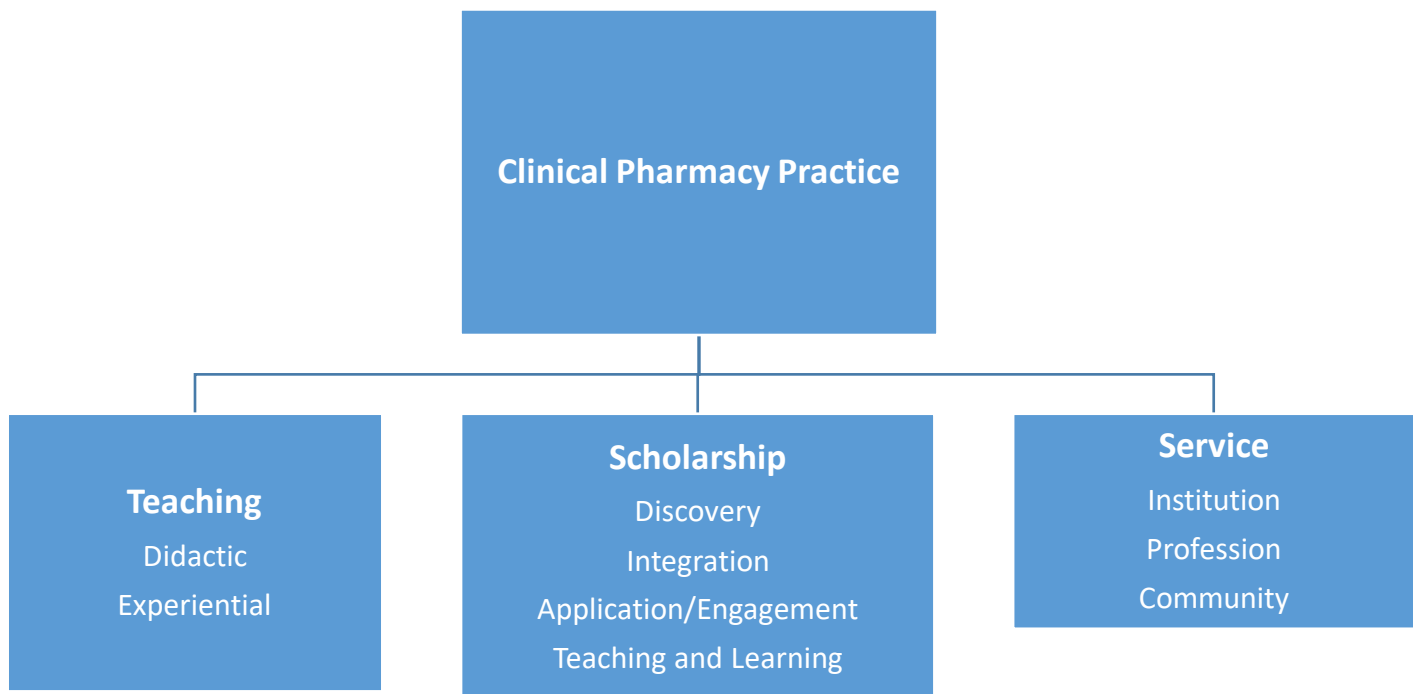 Clinical Pharmacy Practice
Teaching
Didactic
Experiential
Scholarship
Discovery
Integration
Application/Engagement
Teaching and Learning
Service
Institution
Profession
Community